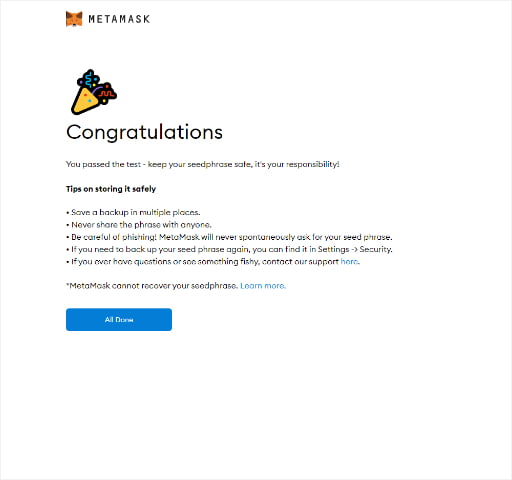 METAMASK
Congratulations
You passed the test - keep your seedphrase safe, it's your responsibility!
Tips on storing it safely
• Save a backup in multiple places.
• Never share the phrase with anyone.
• Be careful of phishing! MetaMask will never spontaneously ask for your seed phrase.
• If you need to back up your seed phrase again, you can find it in Settings -> Security.
• If you ever have questions or see something fishy, contact our support here.
*MetaMask cannot recover your seedphrase. Learn more.
All Done